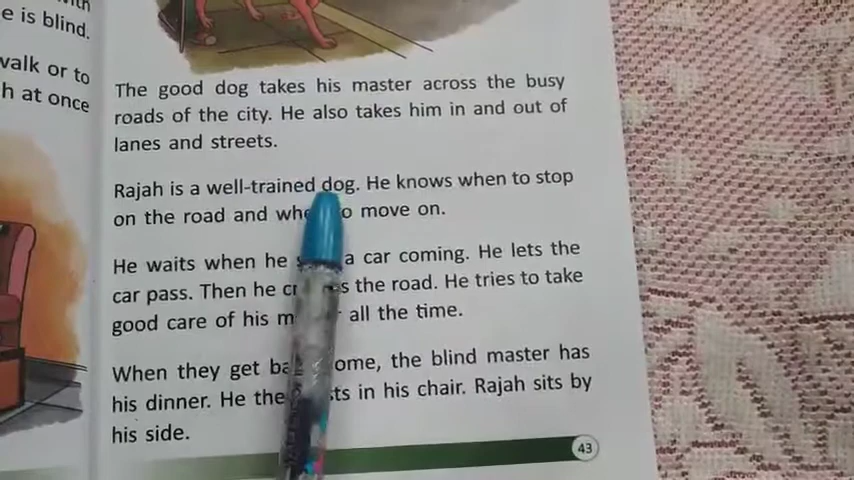 e is blind.
walk or to
h at once
The good dog takes his master across the busy
roads of the city. He also takes him in and out of
lanes and streets.
Rajah is a well-trained dog. He knows when to stop
on the road and when to move on.
He waits when he a car coming. He lets the
car pass. Then he the road. He tries to take
good care of his all the time.
When they get the blind master has
his dinner. He in his chair. Rajah sits by
his side.
43